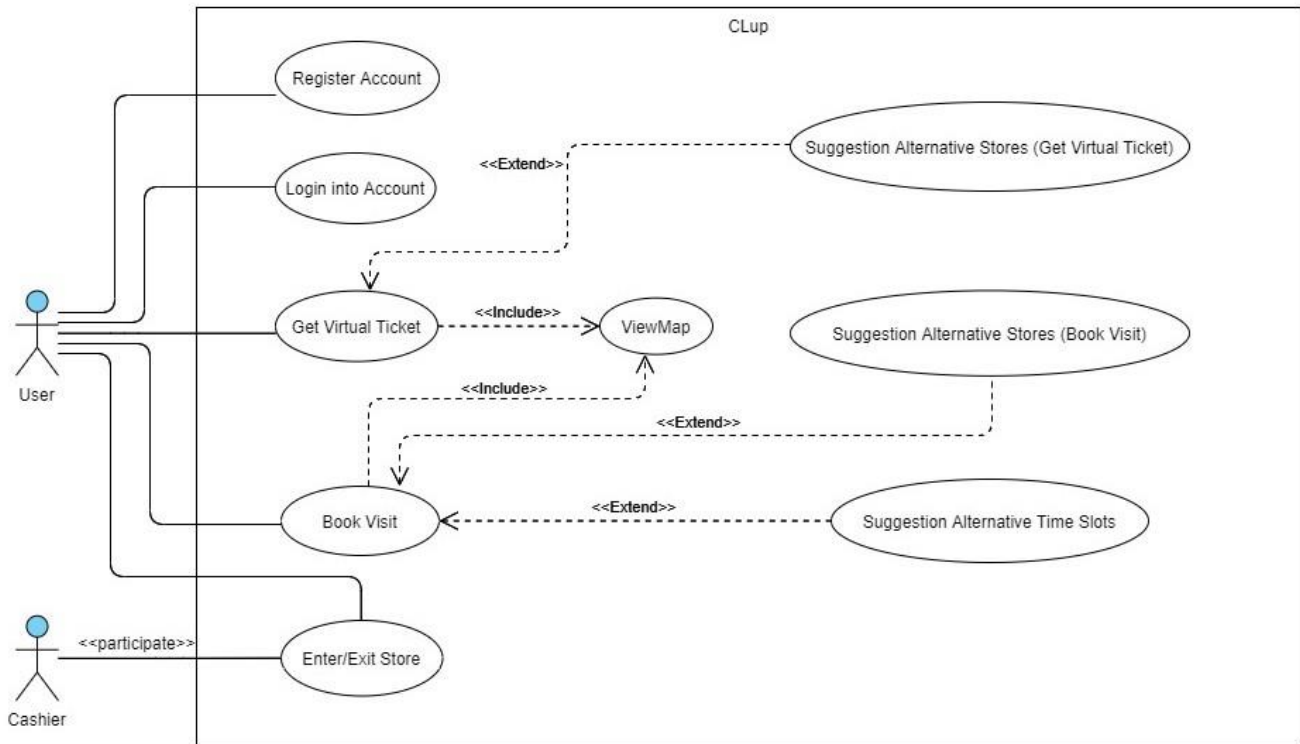 CLup
Register Account
Suggestion Alternative Stores (Get Virtual Ticket)
<<Extend>>
Login into Account
Get Virtual Ticket
<<Include>>
ViewMap
Suggestion Alternative Stores (Book Visit)
User
<<Include>>
<<Extend>>
Book Visit
<<Extend>>
Suggestion Alternative Time Slots
<<participate>>
Enter/Exit Store
Cashier